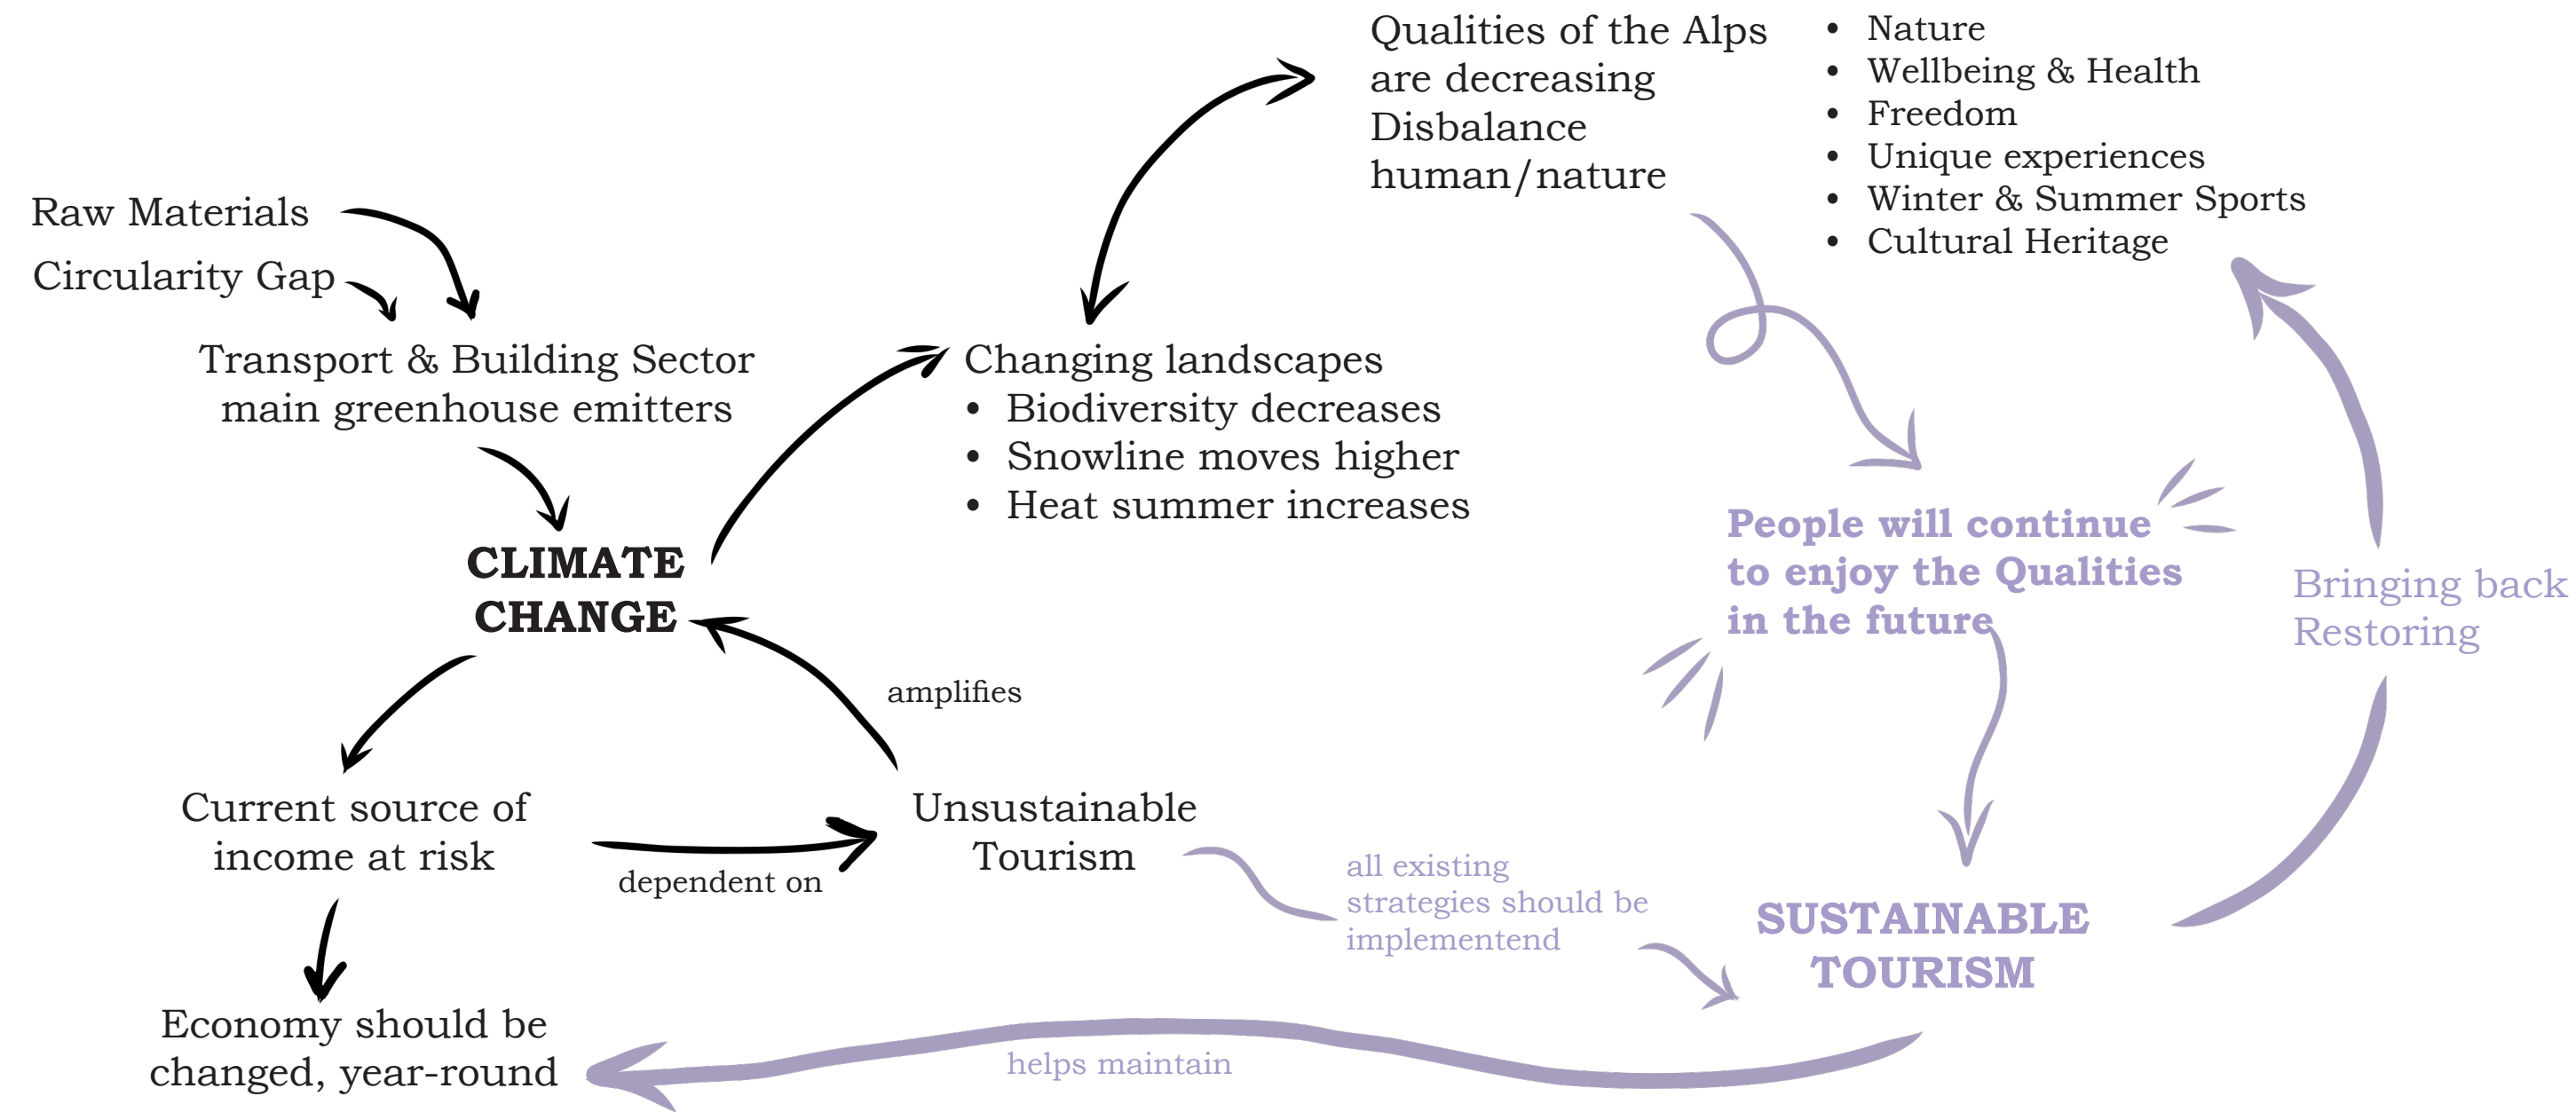 Qualities of the Alps
are decreasing
Disbalance
human/nature
• Nature
• Wellbeing & Health
• Freedom
• Unique experiences
• Winter & Summer Sports
• Cultural Heritage
Raw Materials
Circularity Gap
Transport & Building Sector
main greenhouse emitters
Changing landscapes
• Biodiversity decreases
• Snowline moves higher
• Heat summer increases
CLIMATE
CHANGE
People will continue
to enjoy the Qualities
in the future
Bringing back
Restoring
amplifies
Current source of
income at risk
dependent on
Unsustainable
Tourism
all existing
strategies should be
implementend
SUSTAINABLE
TOURISM
Economy should be
changed, year-round
helps maintain